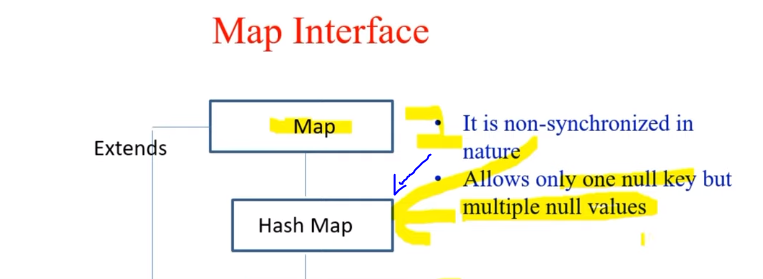 Map Interface
Map
Extends
Hash Map
• It is non-synchronized in
nature
• Allows only one null key but
multiple null values